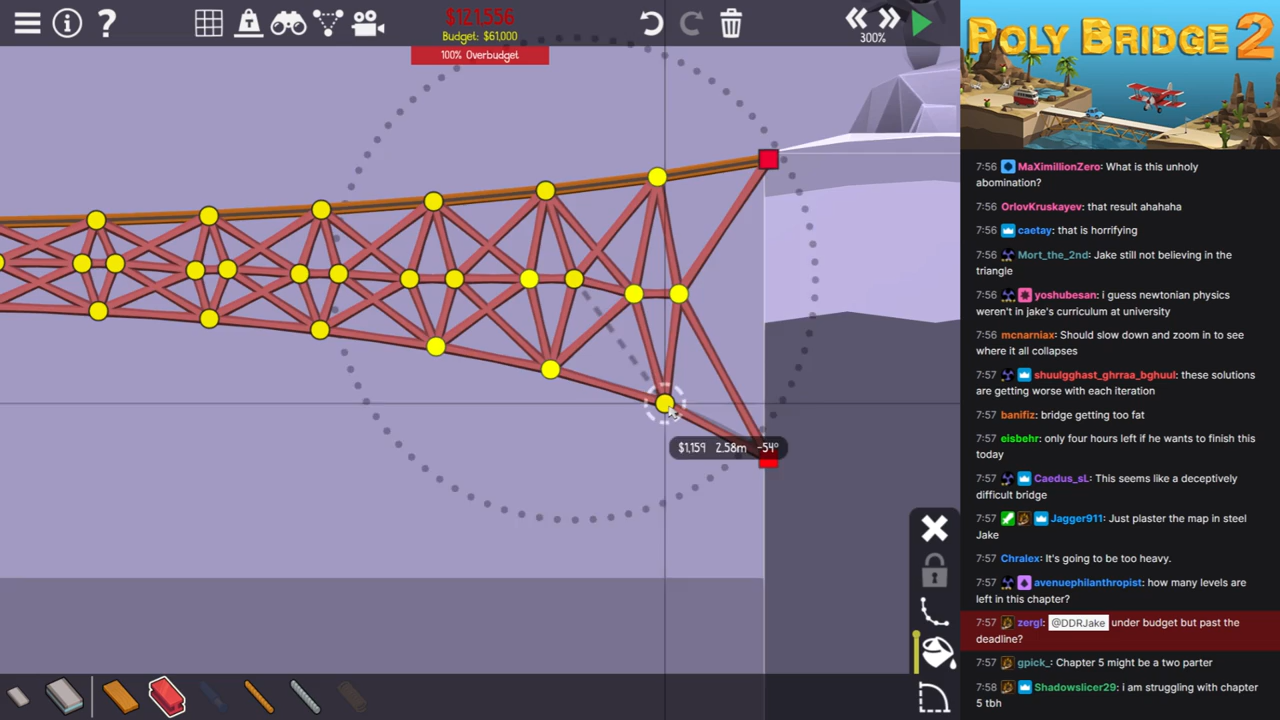 $121,556
Budget: $61,000
100% Overbudget
300%
$1,159 2.58m -54°
POLY BRIDGE 2
7:56 MaXimillionZero: What is this unholy
abomination?
7:56 OrlovKruskayev: that result ahahaha
7:56 caetay: that is horrifying
7:56 Mort_the_2nd: Jake still not believing in the
triangle
7:56 yoshubesan: i guess newtonian physics
weren't in jake's curriculum at university
7:56 mcnarniax: Should slow down and zoom in to see
where it all collapses
7:57 shuulgghast_ghrraa_bghuul: these solutions
are getting worse with each iteration
7:57 banifiz: bridge getting too fat
7:57 eisbehr: only four hours left if he wants to finish this
today
7:57 Caedus_sL: This seems like a deceptively
difficult bridge
7:57 Jagger911: Just plaster the map in steel
Jake
7:57 Chralex: It's going to be too heavy.
7:57 avenuephilanthropist: how many levels are
left in this chapter?
7:57 zergl: @DDRJake under budget but past the
deadline?
7:57 gpick_: Chapter 5 might be a two parter
7:58 Shadowslicer29: i am struggling with chapter
5 tbh